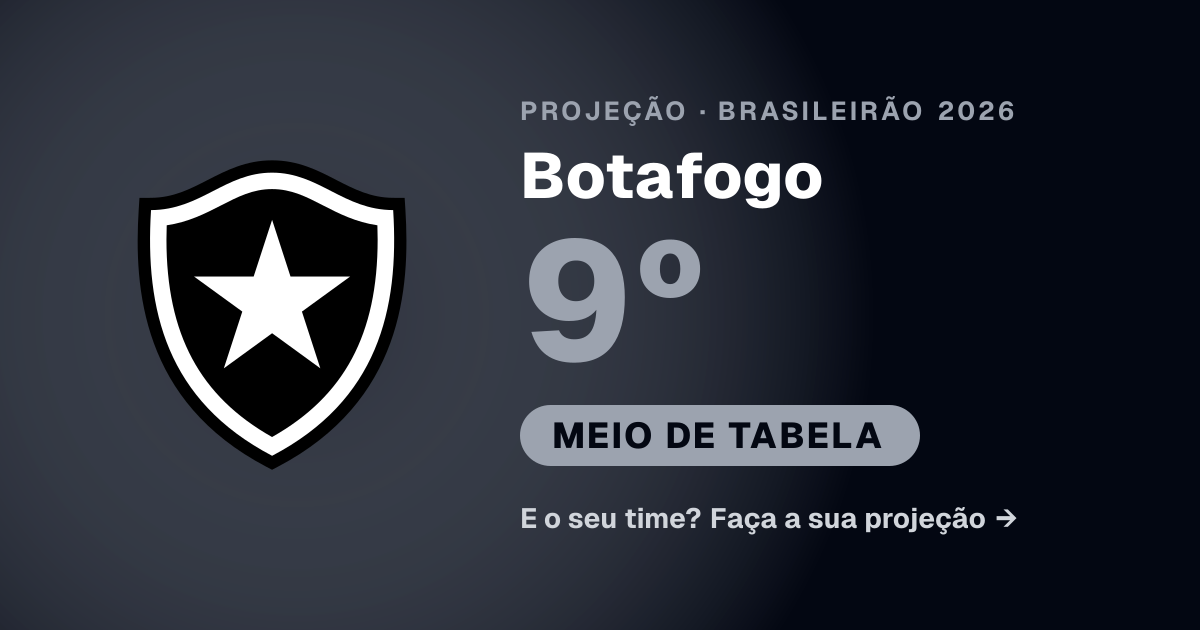 PROJEÇÃO · BRASILEIRÃO 2026
Botafogo
9º
MEIO DE TABELA
E o seu time? Faça a sua projeção →